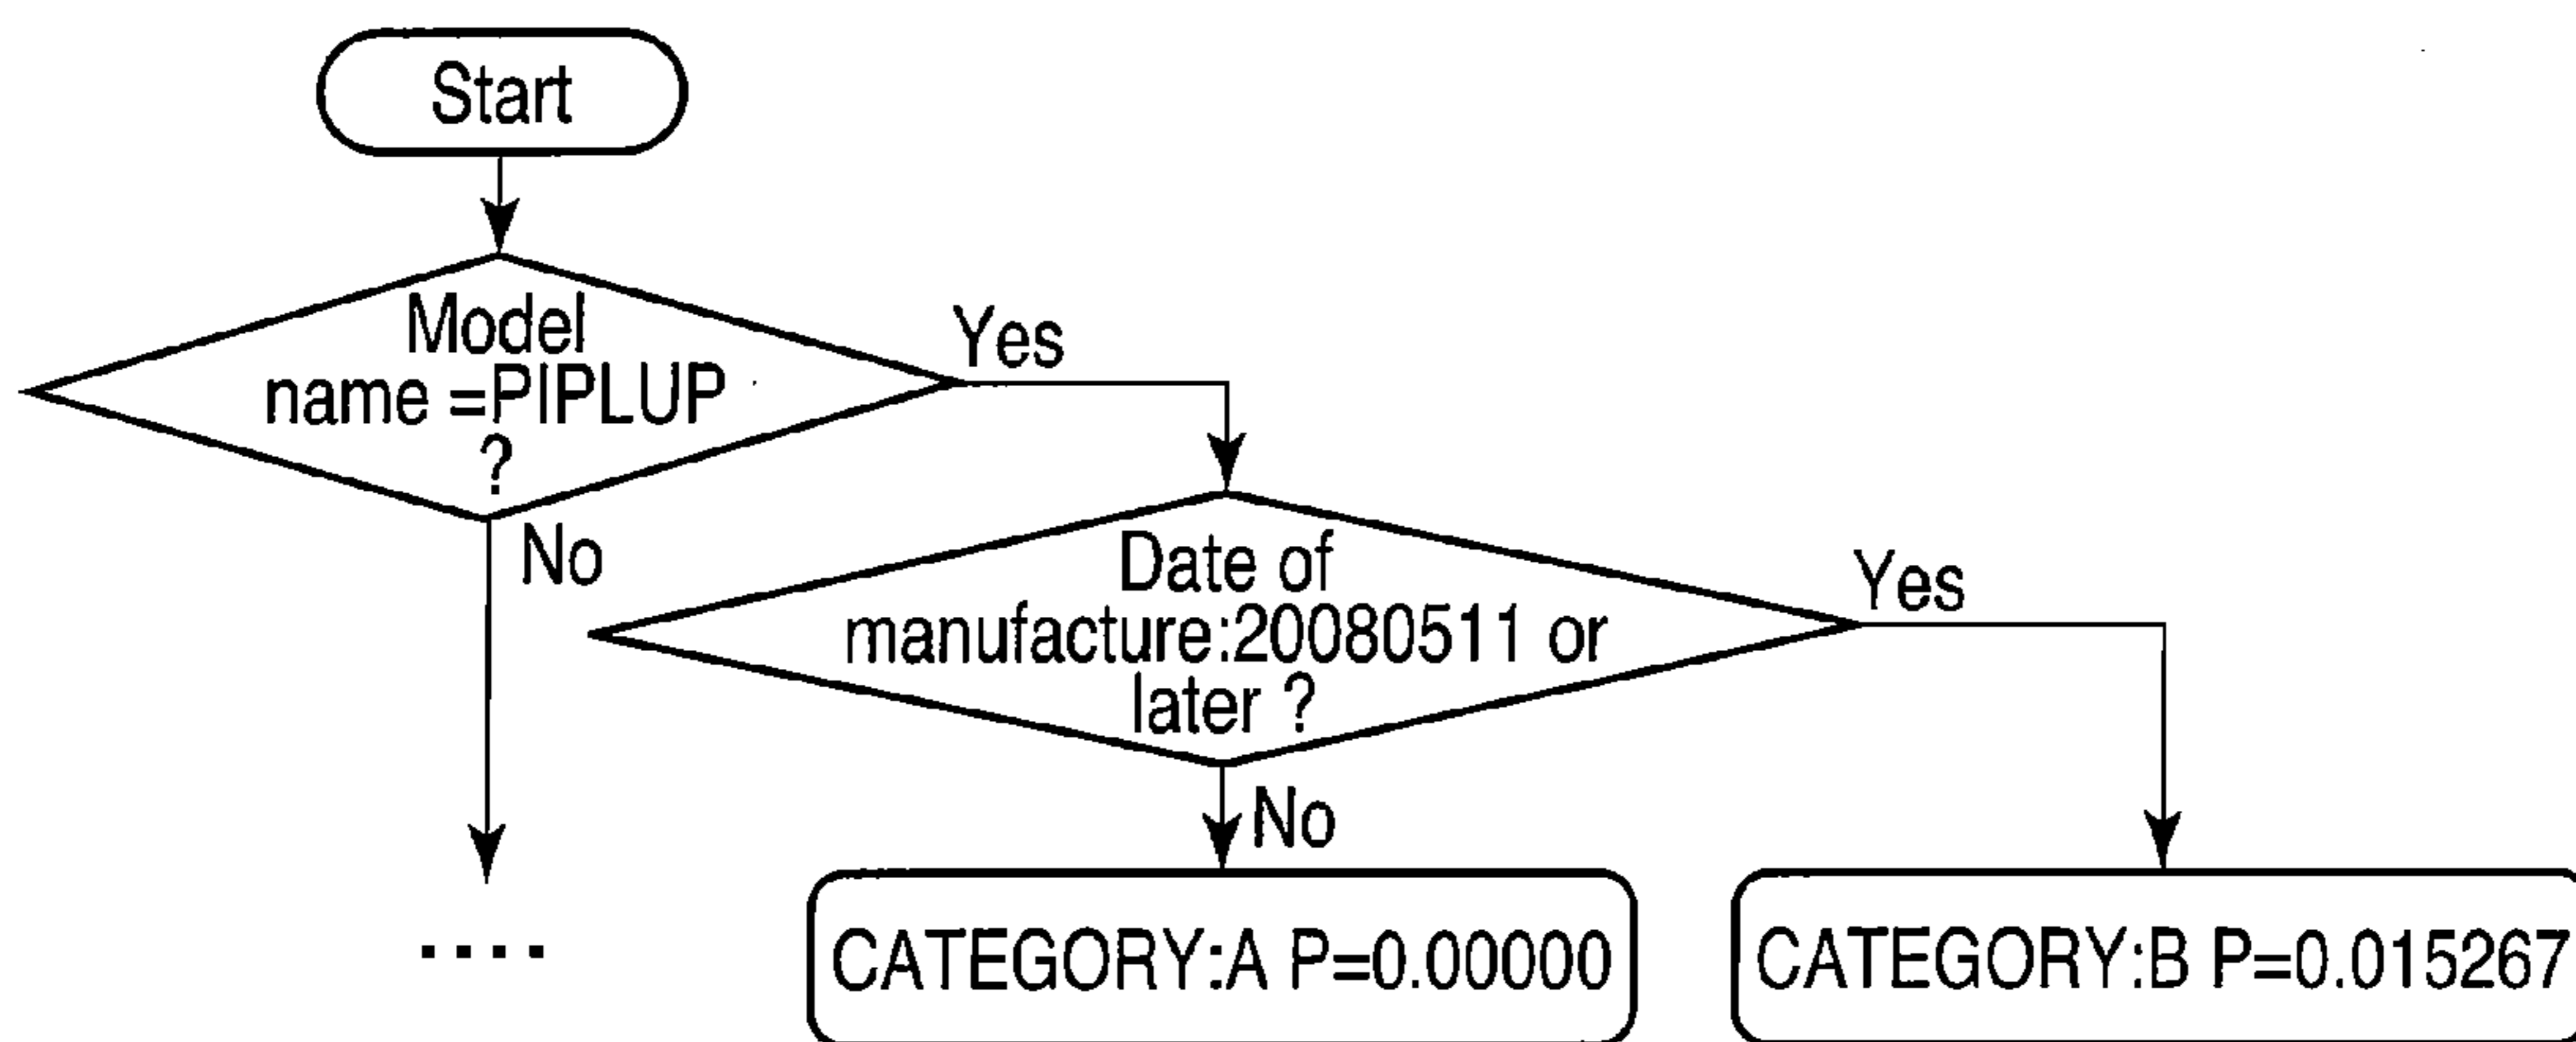 Start
Model
name =PIPLUP
?
Yes
No
Date of
manufacture:20080511 or
later ?
Yes
No
....
CATEGORY:A P=0.00000
CATEGORY:B P=0.015267